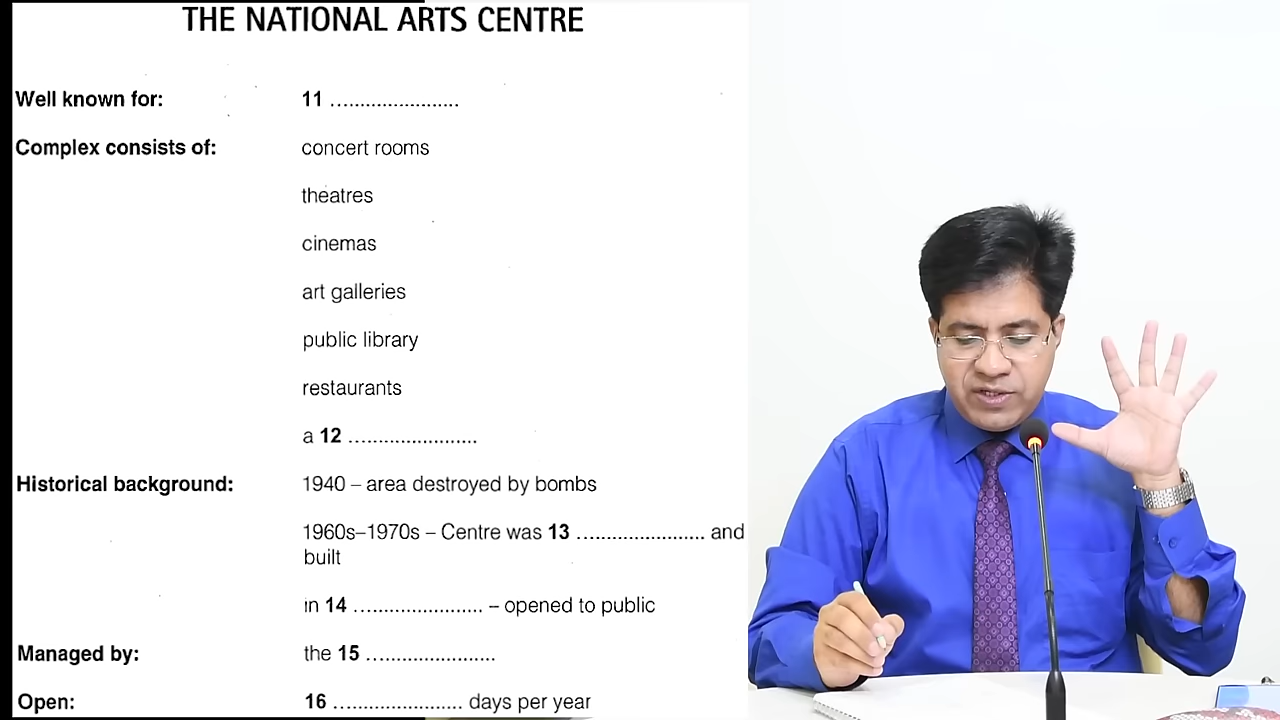 THE NATIONAL ARTS CENTRE
Well known for: 11 ........................
Complex consists of: concert rooms
theatres
cinemas
art galleries
public library
restaurants
a 12 ........................
Historical background: 1940 – area destroyed by bombs
1960s–1970s – Centre was 13 ........................ and
built
in 14 ........................ – opened to public
Managed by: the 15 ........................
Open: 16 ........................ days per year